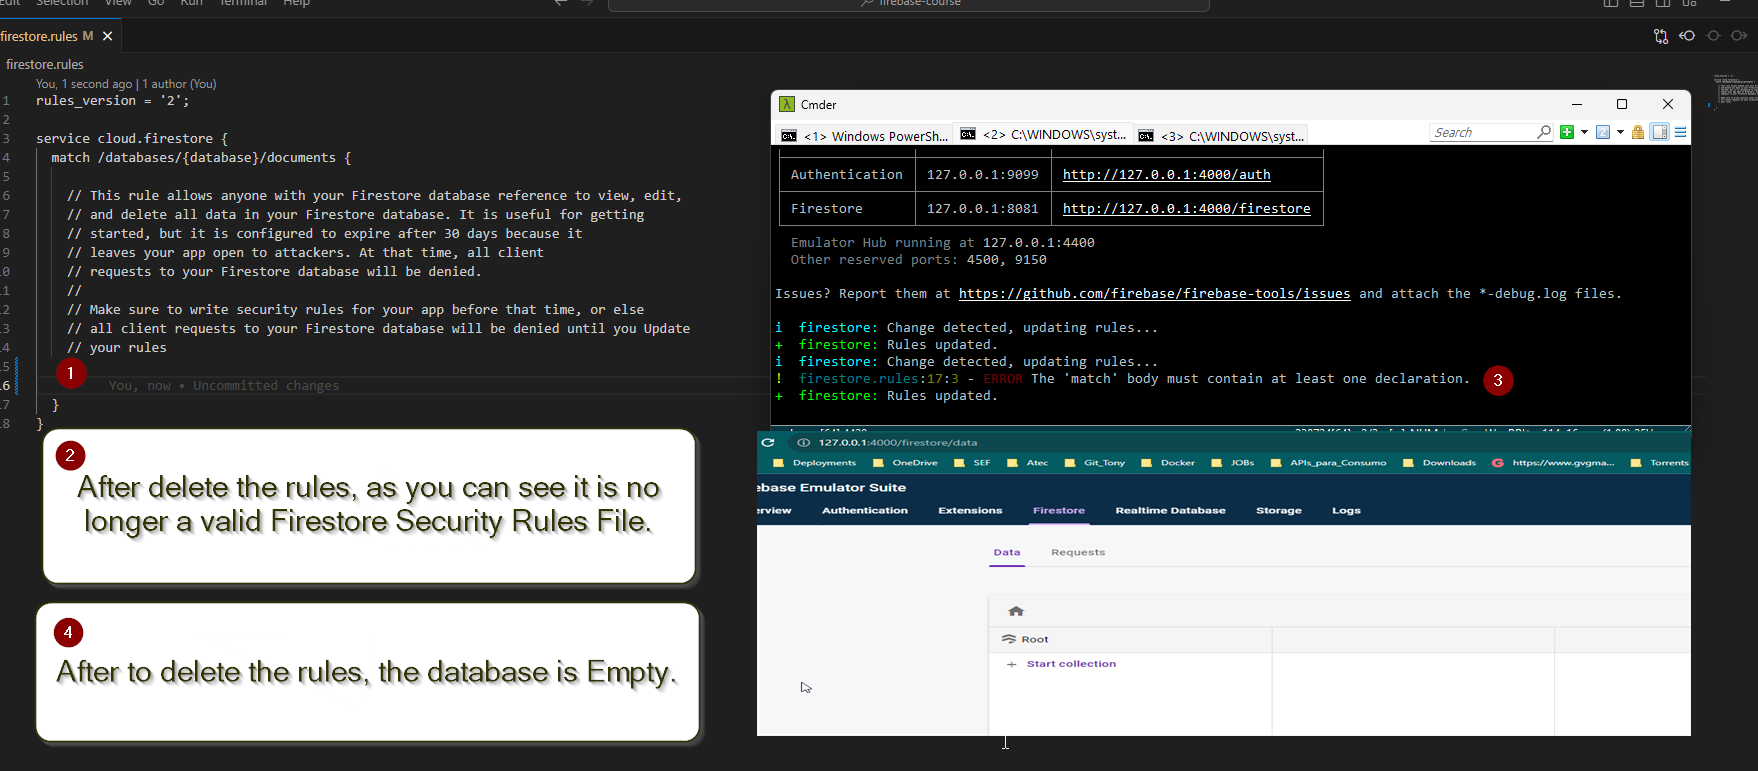 Edit Selection View Go Run Terminal Help
firebase-course
firestore.rules M
firestore.rules
You, 1 second ago | 1 author (You)
1 rules_version = '2';
2
3 service cloud.firestore {
4 match /databases/{database}/documents {
5
6 // This rule allows anyone with your Firestore database reference to view, edit,
7 // and delete all data in your Firestore database. It is useful for getting
8 // started, but it is configured to expire after 30 days because it
9 // leaves your app open to attackers. At that time, all client
0 // requests to your Firestore database will be denied.
1 //
2 // Make sure to write security rules for your app before that time, or else
3 // all client requests to your Firestore database will be denied until you Update
4 // your rules
5
1
6 You, now • Uncommitted changes
7 }
8 }
2
After delete the rules, as you can see it is no
longer a valid Firestore Security Rules File.
4
After to delete the rules, the database is Empty.
Cmder
<1> Windows PowerSh... <2> C:\WINDOWS\syst... <3> C:\WINDOWS\syst... Search
Authentication 127.0.0.1:9099 http://127.0.0.1:4000/auth
Firestore 127.0.0.1:8081 http://127.0.0.1:4000/firestore
Emulator Hub running at 127.0.0.1:4400
Other reserved ports: 4500, 9150
Issues? Report them at https://github.com/firebase/firebase-tools/issues and attach the *-debug.log files.
i firestore: Change detected, updating rules...
+ firestore: Rules updated.
i firestore: Change detected, updating rules...
! firestore.rules:17:3 - ERROR The 'match' body must contain at least one declaration. 3
+ firestore: Rules updated.
127.0.0.1:4000/firestore/data
Deployments OneDrive SEF Atec Git_Tony Docker JOBs APIs_para_Consumo Downloads https://www.gvgma... Torrents
ebase Emulator Suite
erview Authentication Extensions Firestore Realtime Database Storage Logs
Data Requests
Root
+ Start collection